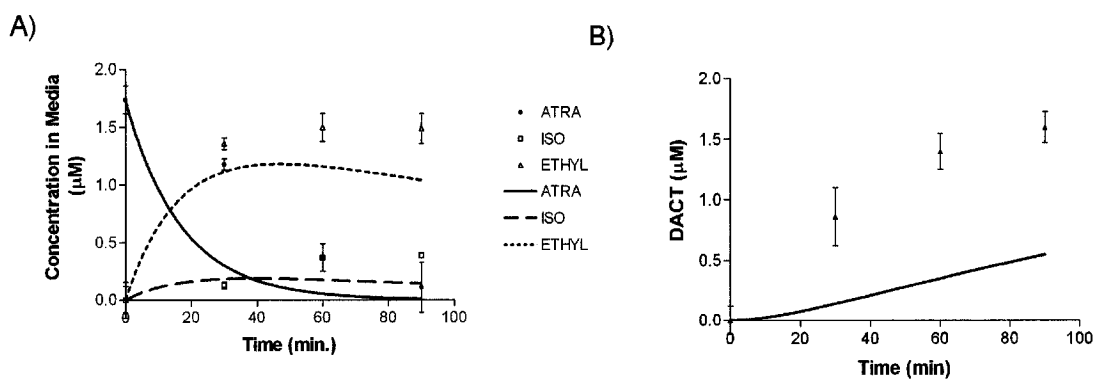 A)
Concentration in Media
(μM)
2.0
1.5
1.0
0.5
0.0
0
20
40
60
80
100
Time (min.)
ATRA
ISO
ETHYL
ATRA
ISO
ETHYL
B)
DACT (μM)
2.0
1.5
1.0
0.5
0.0
0
20
40
60
80
100
Time (min)